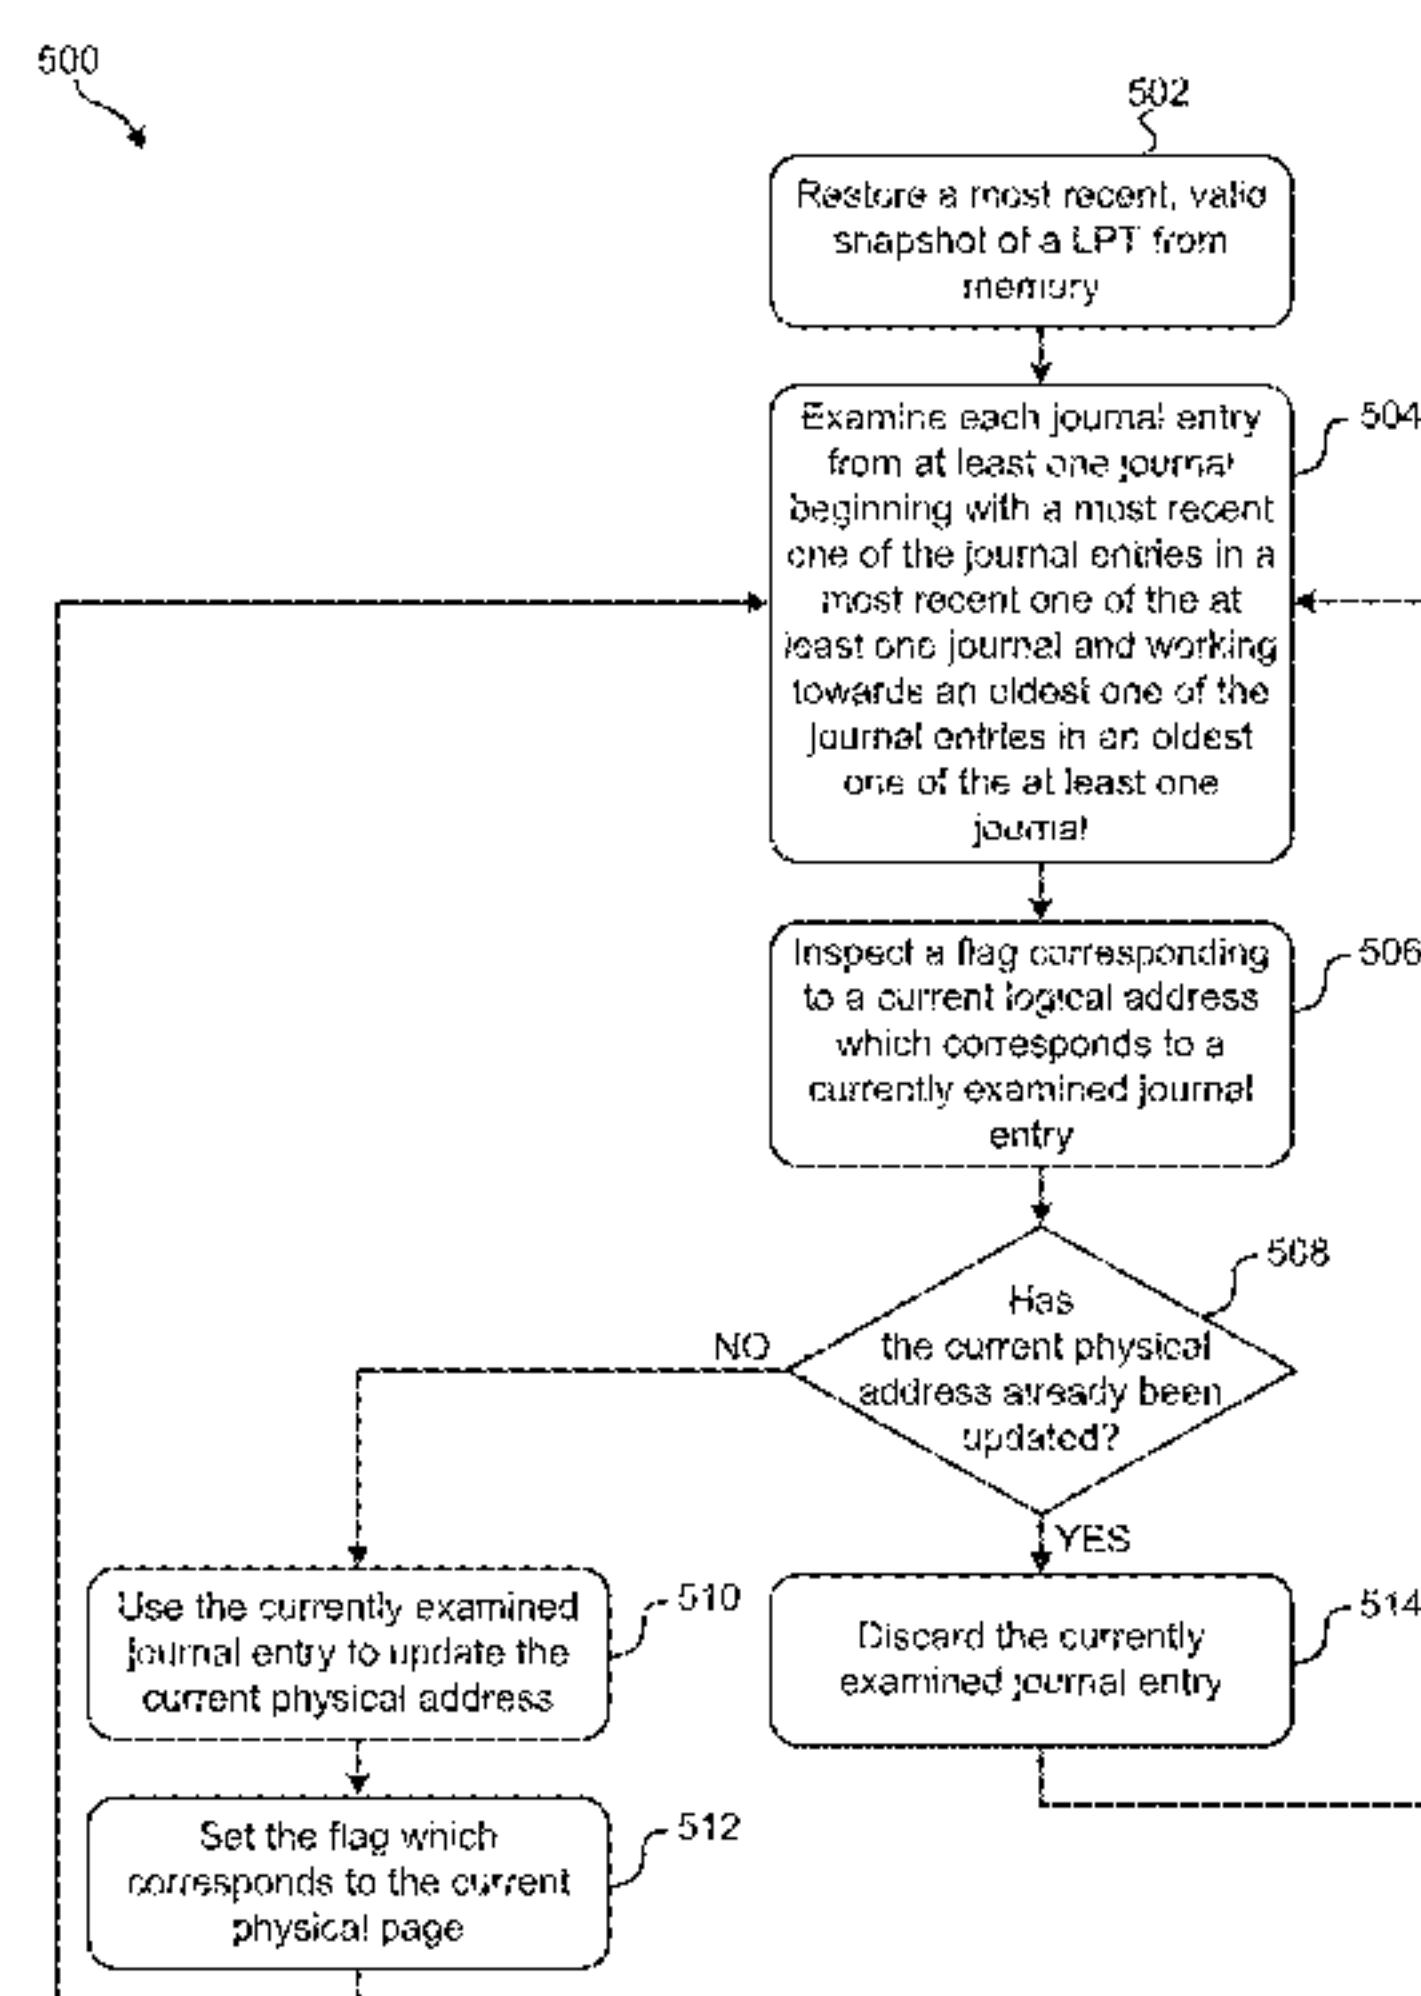 500
502
Restore a most recent, valid
snapshot of a LPT from
memory
504
Examine each journal entry
from at least one journal
beginning with a most recent
one of the journal entries in a
most recent one of the at
least one journal and working
towards an oldest one of the
journal entries in an oldest
one of the at least one
journal
506
Inspect a flag corresponding
to a current logical address
which corresponds to a
currently examined journal
entry
508
Has
the current physical
address already been
updated?
NO
YES
510
Use the currently examined
journal entry to update the
current physical address
514
Discard the currently
examined journal entry
512
Set the flag which
corresponds to the current
physical page